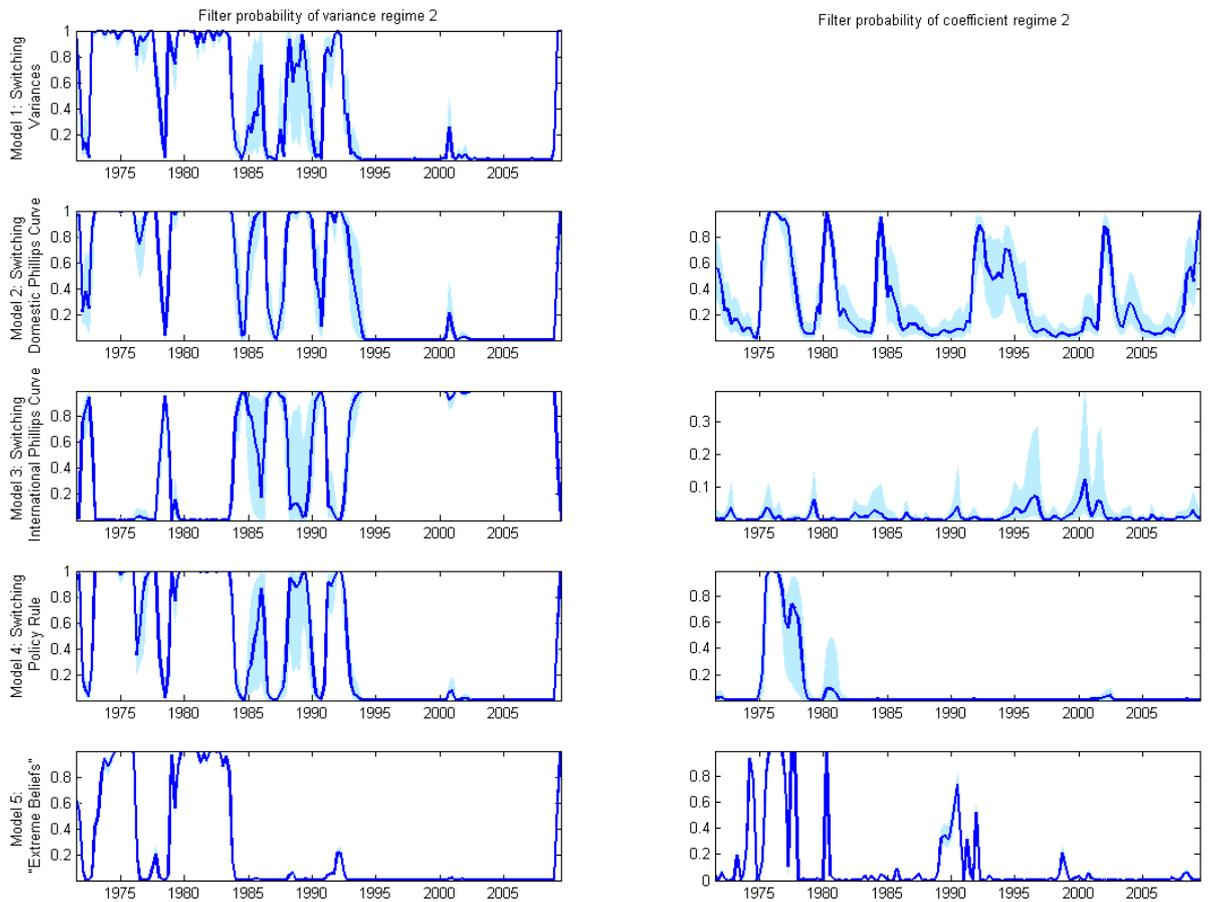 Filter probability of variance regime 2
Filter probability of coefficient regime 2
Model 1: Switching
Variances
1
0.8
0.6
0.4
0.2
1975 1980 1985 1990 1995 2000 2005
Model 2: Switching
Domestic Phillips Curve
1
0.8
0.6
0.4
0.2
1975 1980 1985 1990 1995 2000 2005
0.8
0.6
0.4
0.2
1975 1980 1985 1990 1995 2000 2005
Model 3: Switching
International Phillips Curve
0.8
0.6
0.4
0.2
1975 1980 1985 1990 1995 2000 2005
0.3
0.2
0.1
1975 1980 1985 1990 1995 2000 2005
Model 4: Switching
Policy Rule
1
0.8
0.6
0.4
0.2
1975 1980 1985 1990 1995 2000 2005
0.8
0.6
0.4
0.2
1975 1980 1985 1990 1995 2000 2005
Model 5:
"Extreme Beliefs"
0.8
0.6
0.4
0.2
1975 1980 1985 1990 1995 2000 2005
0.8
0.6
0.4
0.2
0
1975 1980 1985 1990 1995 2000 2005